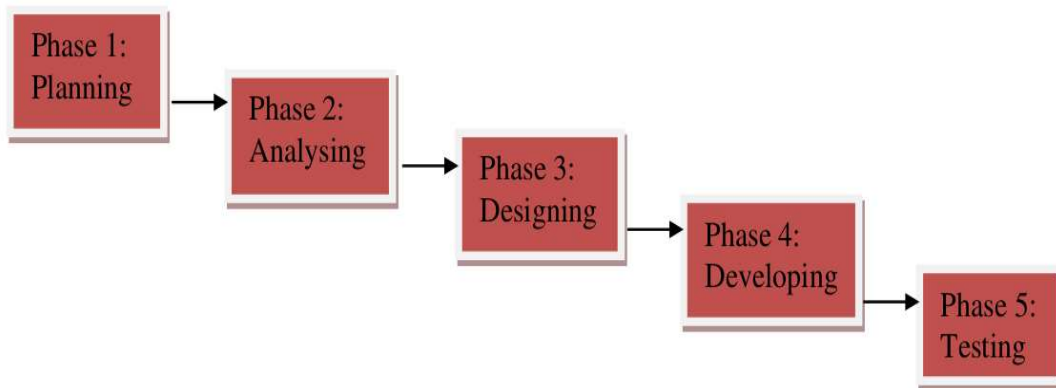 Phase 1:
Planning
Phase 2:
Analysing
Phase 3:
Designing
Phase 4:
Developing
Phase 5:
Testing